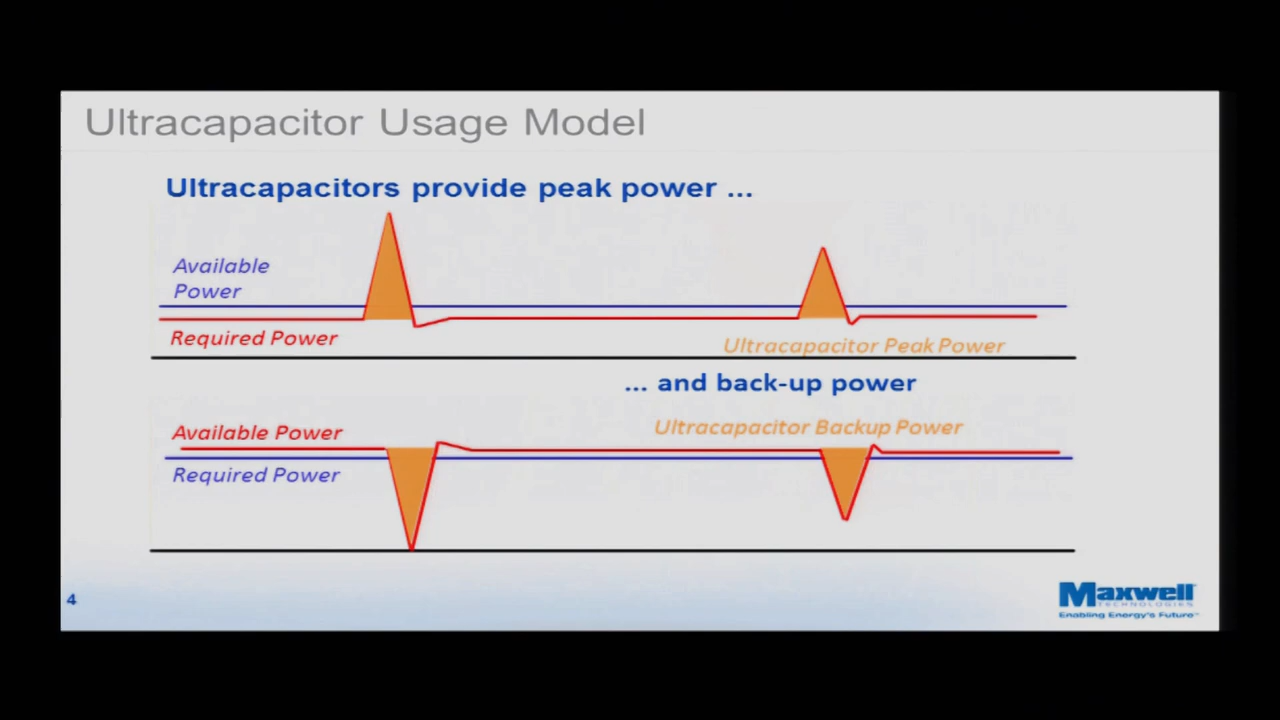 Ultracapacitor Usage Model
Ultracapacitors provide peak power ...
Available
Power
Required Power
Ultracapacitor Peak Power
... and back-up power
Available Power
Ultracapacitor Backup Power
Required Power
4
Maxwell
TECHNOLOGIES
Enabling Energy's Future™